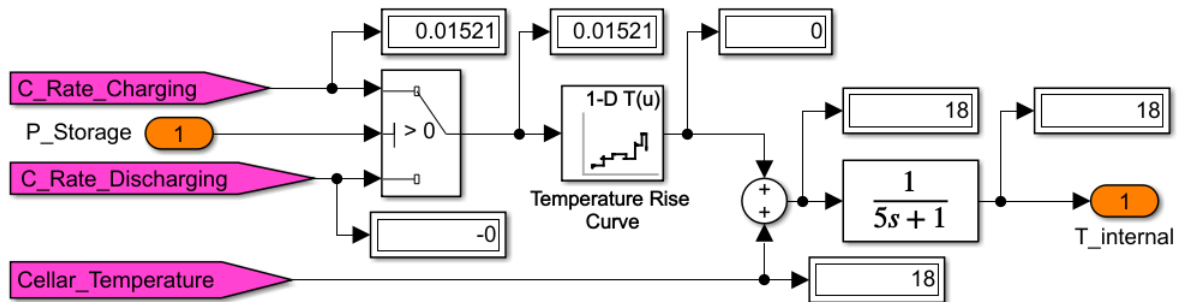 0.01521
0.01521
0
C_Rate_Charging
1-D T(u)
18
18
P_Storage
1
> 0
C_Rate_Discharging
Temperature Rise
Curve
+
+
1
5s + 1
1
T_internal
-0
Cellar_Temperature
18